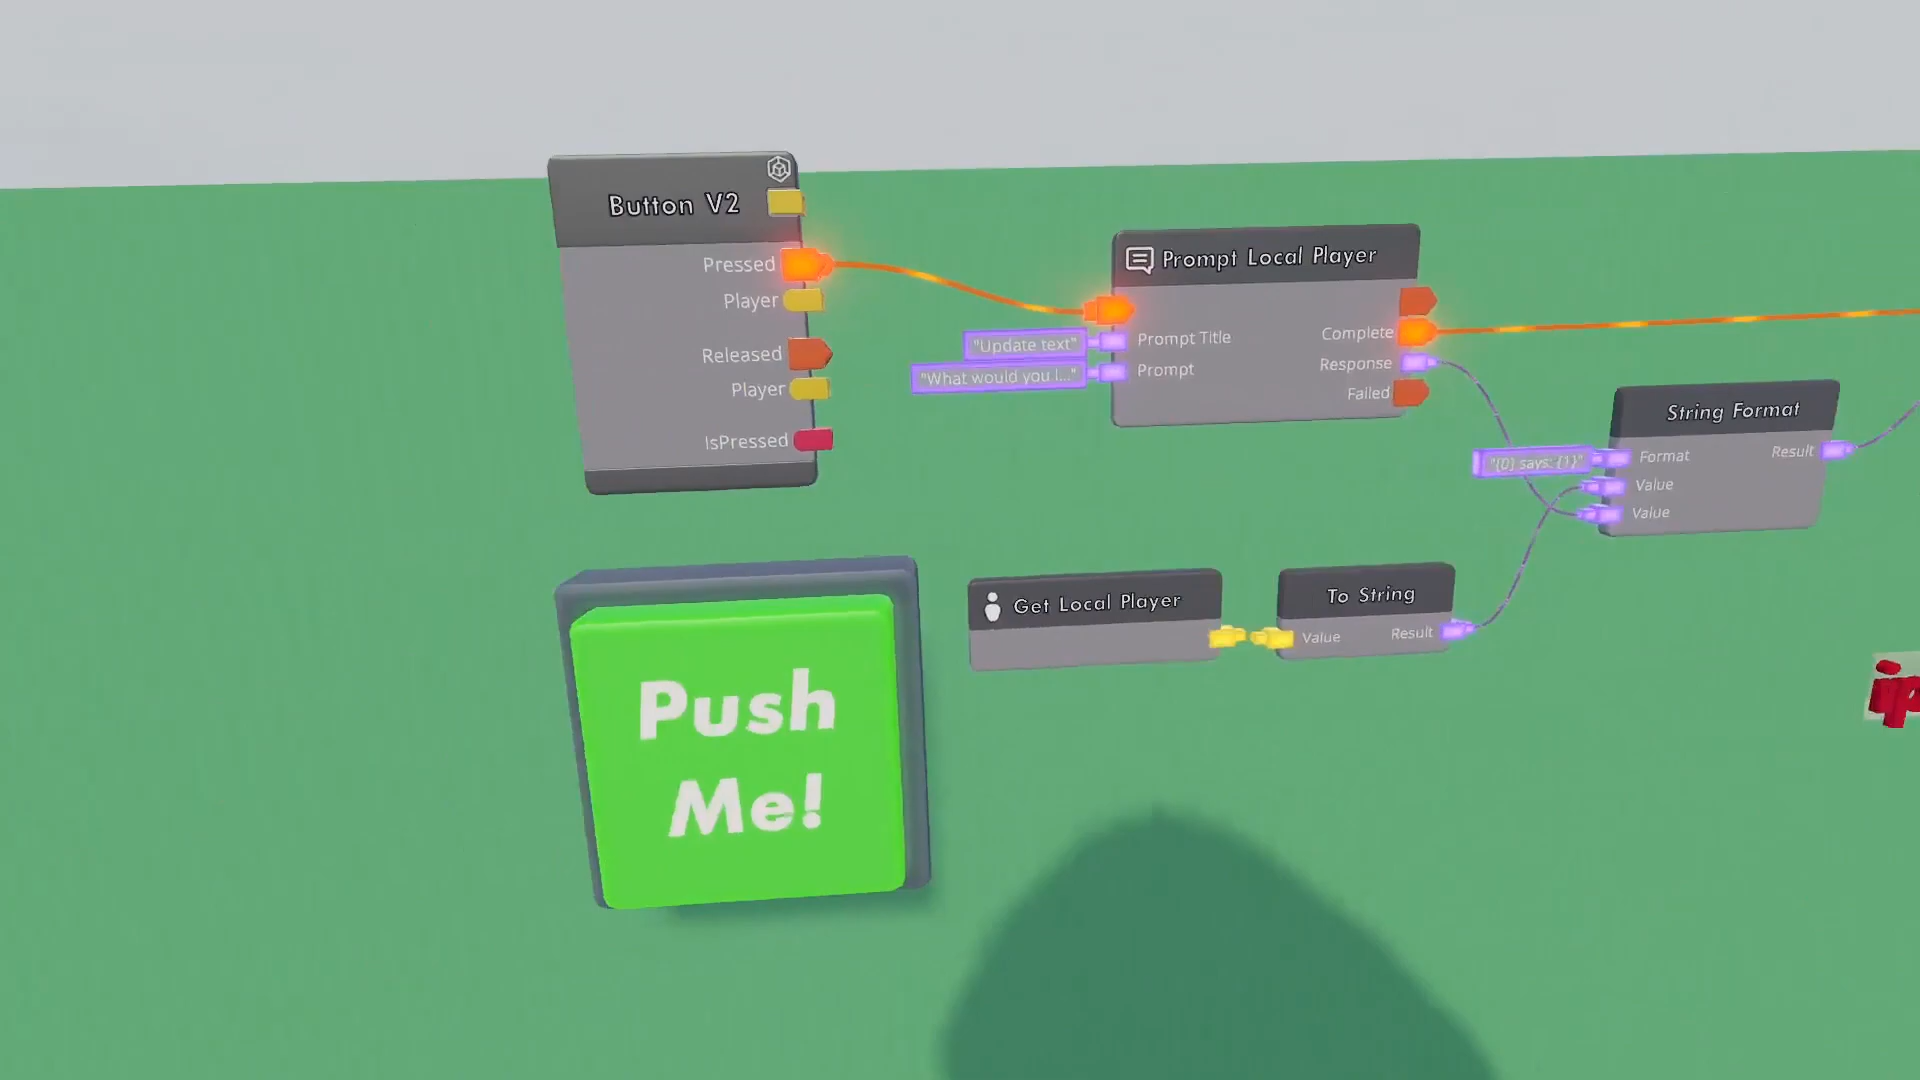 Button V2
Pressed
Player
Released
Player
IsPressed
Prompt Local Player
"Update text"
Prompt Title
Complete
"What would you l..."
Prompt
Response
Failed
String Format
"{0} says: {1}"
Format
Result
Value
Value
Get Local Player
To String
Value
Result
Push
Me!